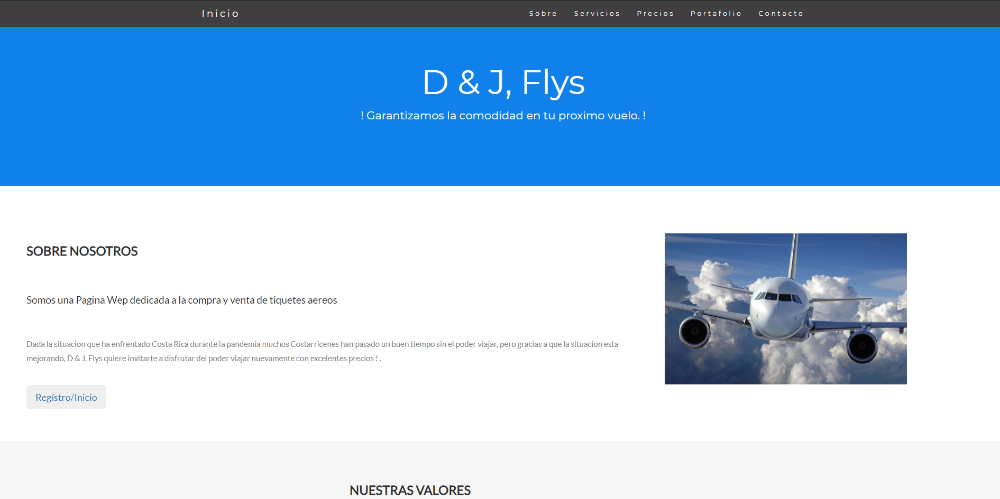 Inicio
Sobre Servicios Precios Portafolio Contacto
D & J, Flys
! Garantizamos la comodidad en tu proximo vuelo. !
SOBRE NOSOTROS
Somos una Pagina Wep dedicada a la compra y venta de tiquetes aereos
Dada la situacion que ha enfrentado Costa Rica durante la pandemia muchos Costarricenes han pasado un buen tiempo sin el poder viajar, pero gracias a que la situacion esta
mejorando, D & J, Flys quiere invitarte a disfrutar del poder viajar nuevamente con excelentes precios ! .
Regístro/Inicio
NUESTRAS VALORES